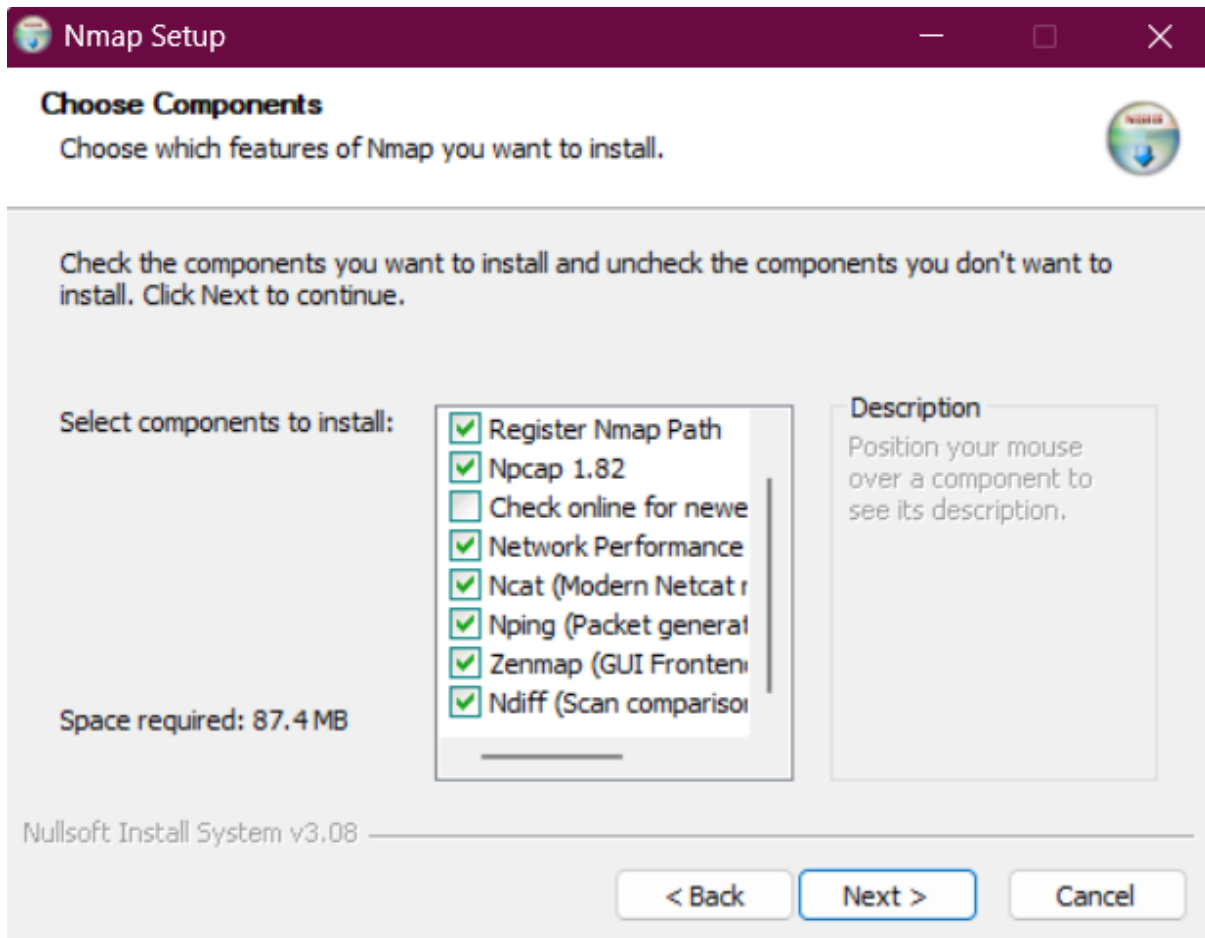 Nmap Setup
Choose Components
Choose which features of Nmap you want to install.
Check the components you want to install and uncheck the components you don't want to
install. Click Next to continue.
Select components to install:
Register Nmap Path
Npcap 1.82
Check online for newe
Network Performance
Ncat (Modern Netcat r
Nping (Packet generat
Zenmap (GUI Fronten
Ndiff (Scan comparisor
Space required: 87.4 MB
Description
Position your mouse
over a component to
see its description.
Nullsoft Install System v3.08
< Back
Next >
Cancel